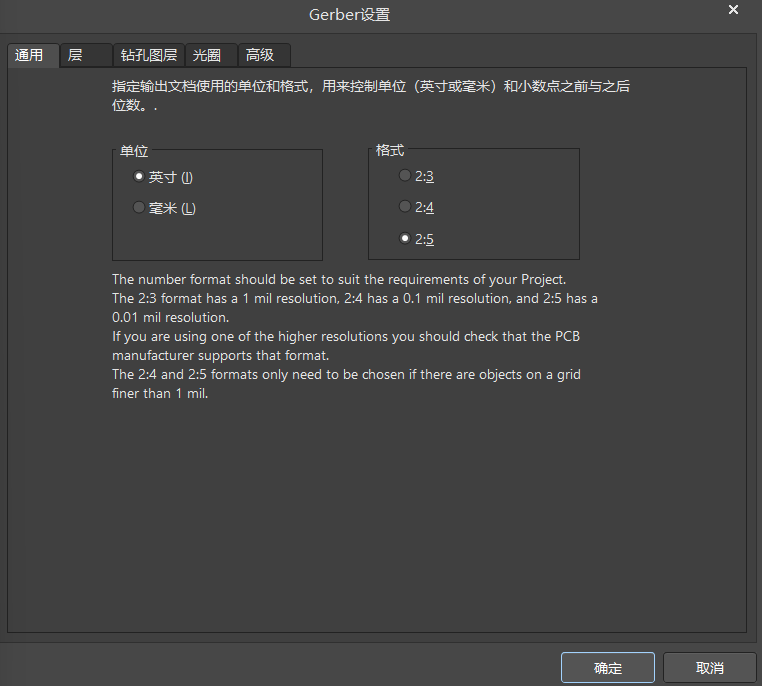 Gerber设置
通用 层 钻孔图层 光圈 高级
指定输出文档使用的单位和格式，用来控制单位（英寸或毫米）和小数点之前与之后
位数。.
单位 格式
英寸 (I) 2:3
毫米 (L) 2:4
2:5
The number format should be set to suit the requirements of your Project.
The 2:3 format has a 1 mil resolution, 2:4 has a 0.1 mil resolution, and 2:5 has a
0.01 mil resolution.
If you are using one of the higher resolutions you should check that the PCB
manufacturer supports that format.
The 2:4 and 2:5 formats only need to be chosen if there are objects on a grid
finer than 1 mil.
确定 取消